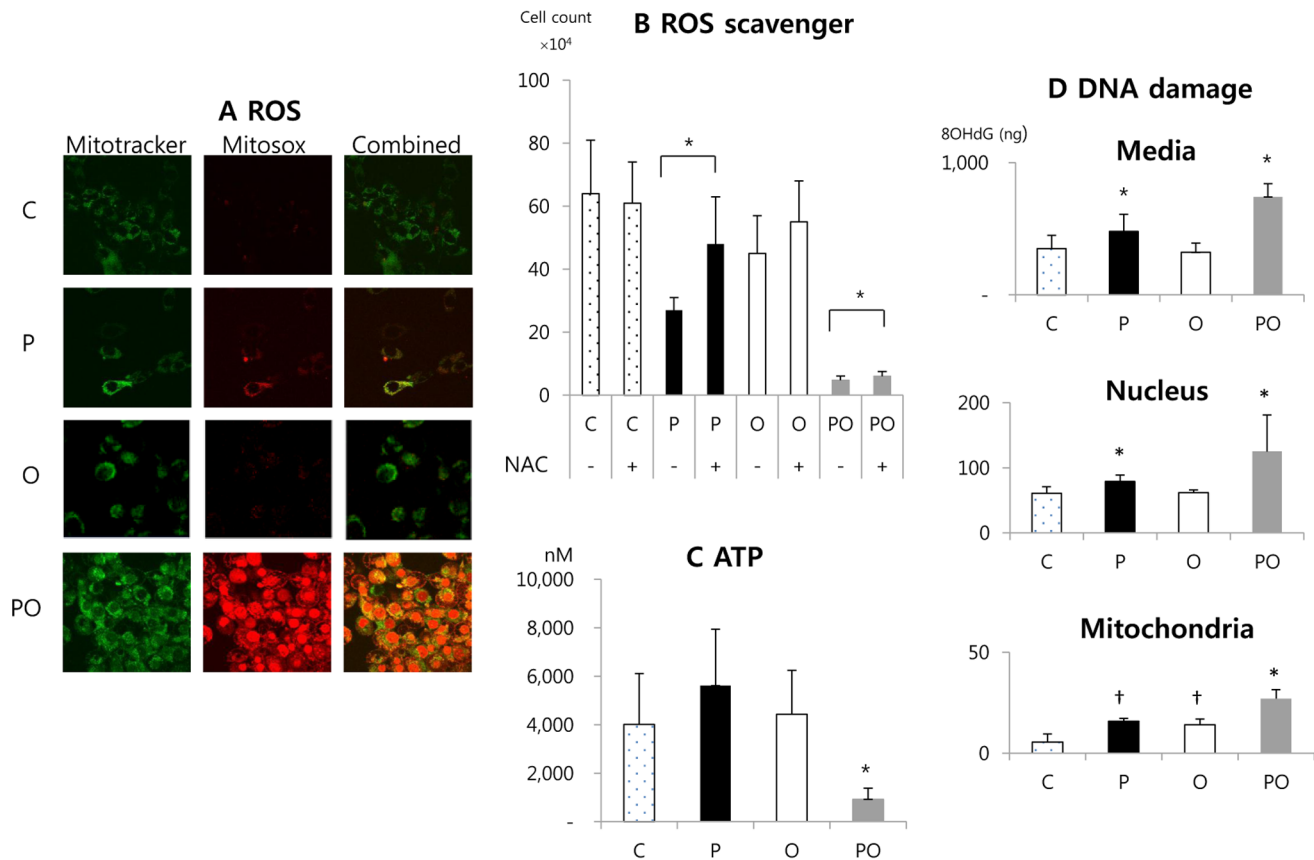 A ROS
Mitotracker Mitosox Combined
C
P
O
PO
B ROS scavenger
Cell count
×10⁴
100
80
60
40
20
0
* *
C C P P O O PO PO
NAC - + - + - + - +
C ATP
nM
10,000
8,000
6,000
4,000
2,000
-
*
C P O PO
D DNA damage
8OHdG (ng)
Media
1,000
-
* *
C P O PO
Nucleus
200
100
0
* *
C P O PO
Mitochondria
50
0
† † *
C P O PO